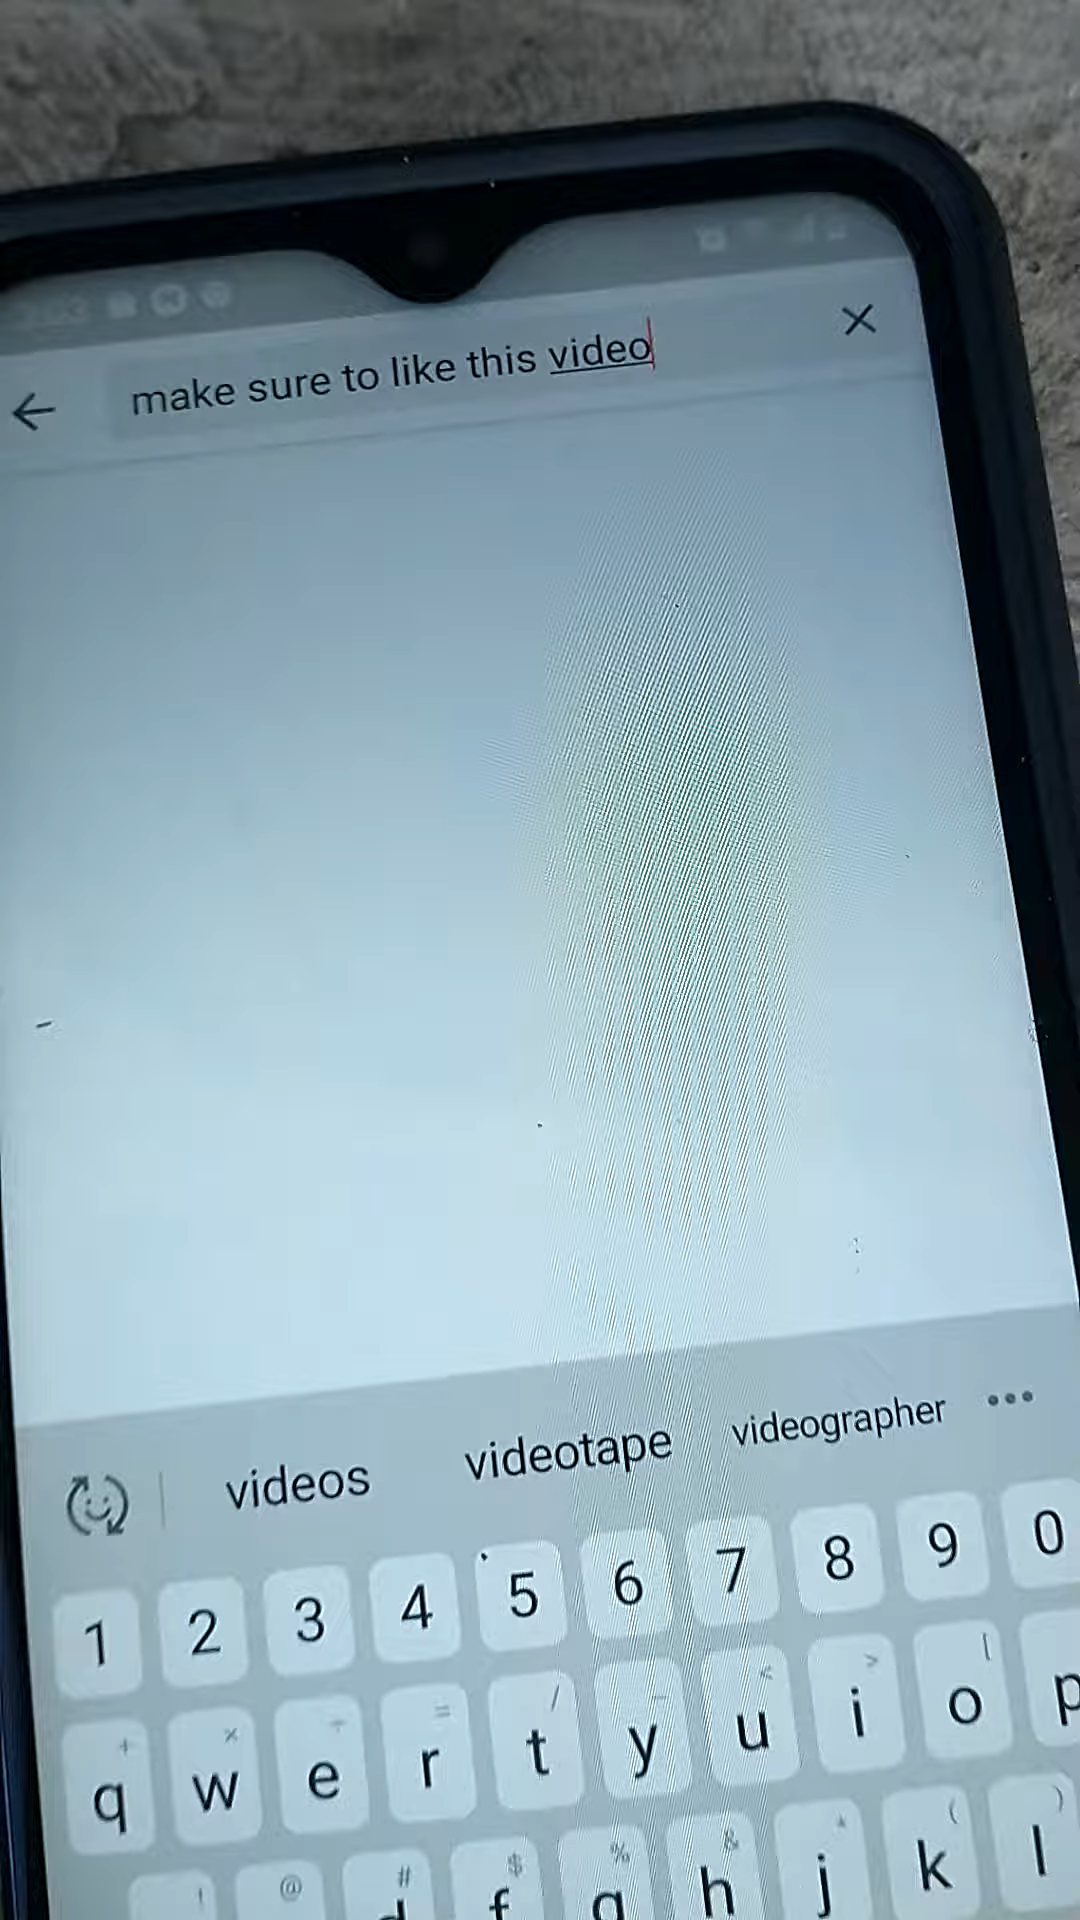 make sure to like this video
videos videotape videographer
1 2 3 4 5 6 7 8 9 0
+ × ÷ = / _ < > [
q w e r t y u i o p
! @ # $ % & * ( )
d f g h j k l